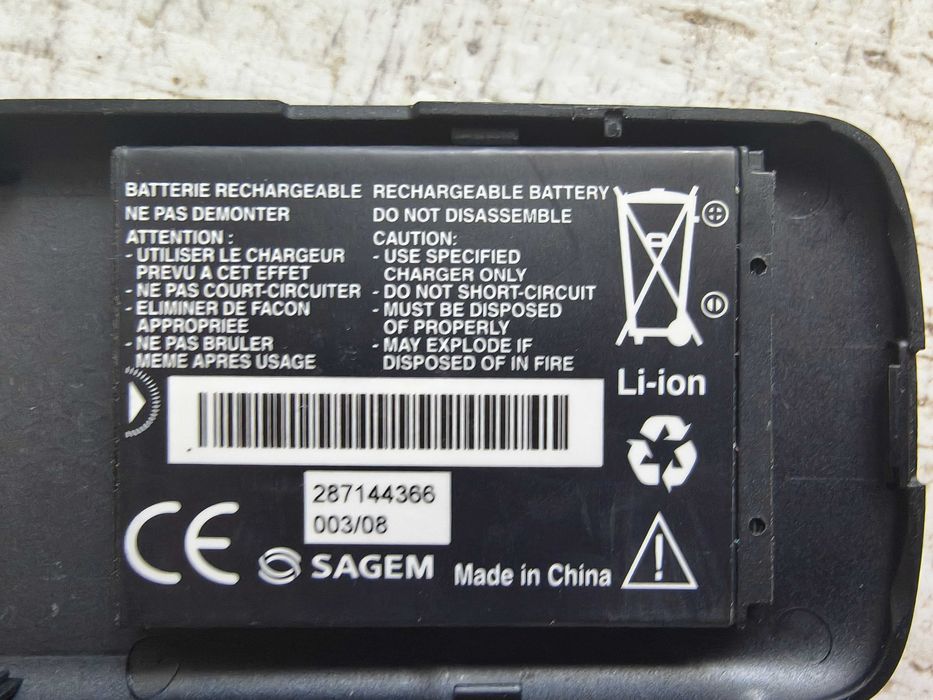 BATTERIE RECHARGEABLE
NE PAS DEMONTER
ATTENTION :
- UTILISER LE CHARGEUR
PREVU A CET EFFET
- NE PAS COURT-CIRCUITER
- ELIMINER DE FACON
APPROPRIEE
- NE PAS BRULER
MEME APRES USAGE
RECHARGEABLE BATTERY
DO NOT DISASSEMBLE
CAUTION:
- USE SPECIFIED
CHARGER ONLY
- DO NOT SHORT-CIRCUIT
- MUST BE DISPOSED
OF PROPERLY
- MAY EXPLODE IF
DISPOSED OF IN FIRE
Li-ion
287144366
003/08
CE
SAGEM
Made in China